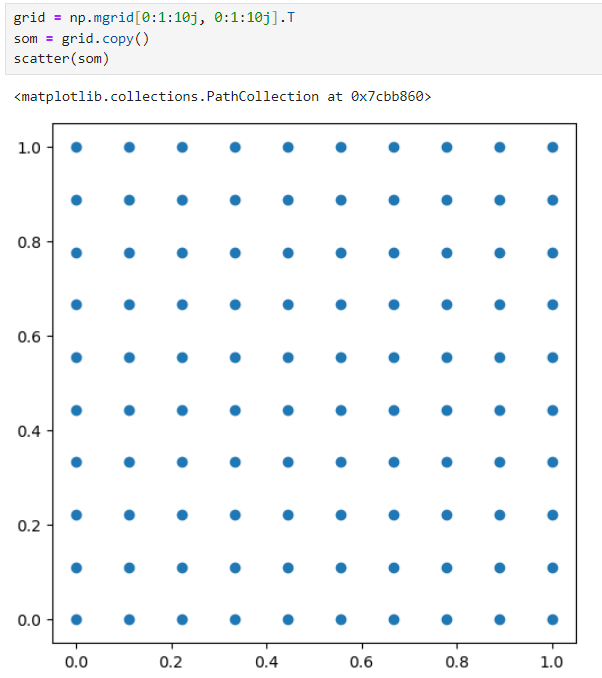 grid = np.mgrid[0:1:10j, 0:1:10j].T
som = grid.copy()
scatter(som)
<matplotlib.collections.PathCollection at 0x7cbb860>
1.0
0.8
0.6
0.4
0.2
0.0
0.0 0.2 0.4 0.6 0.8 1.0